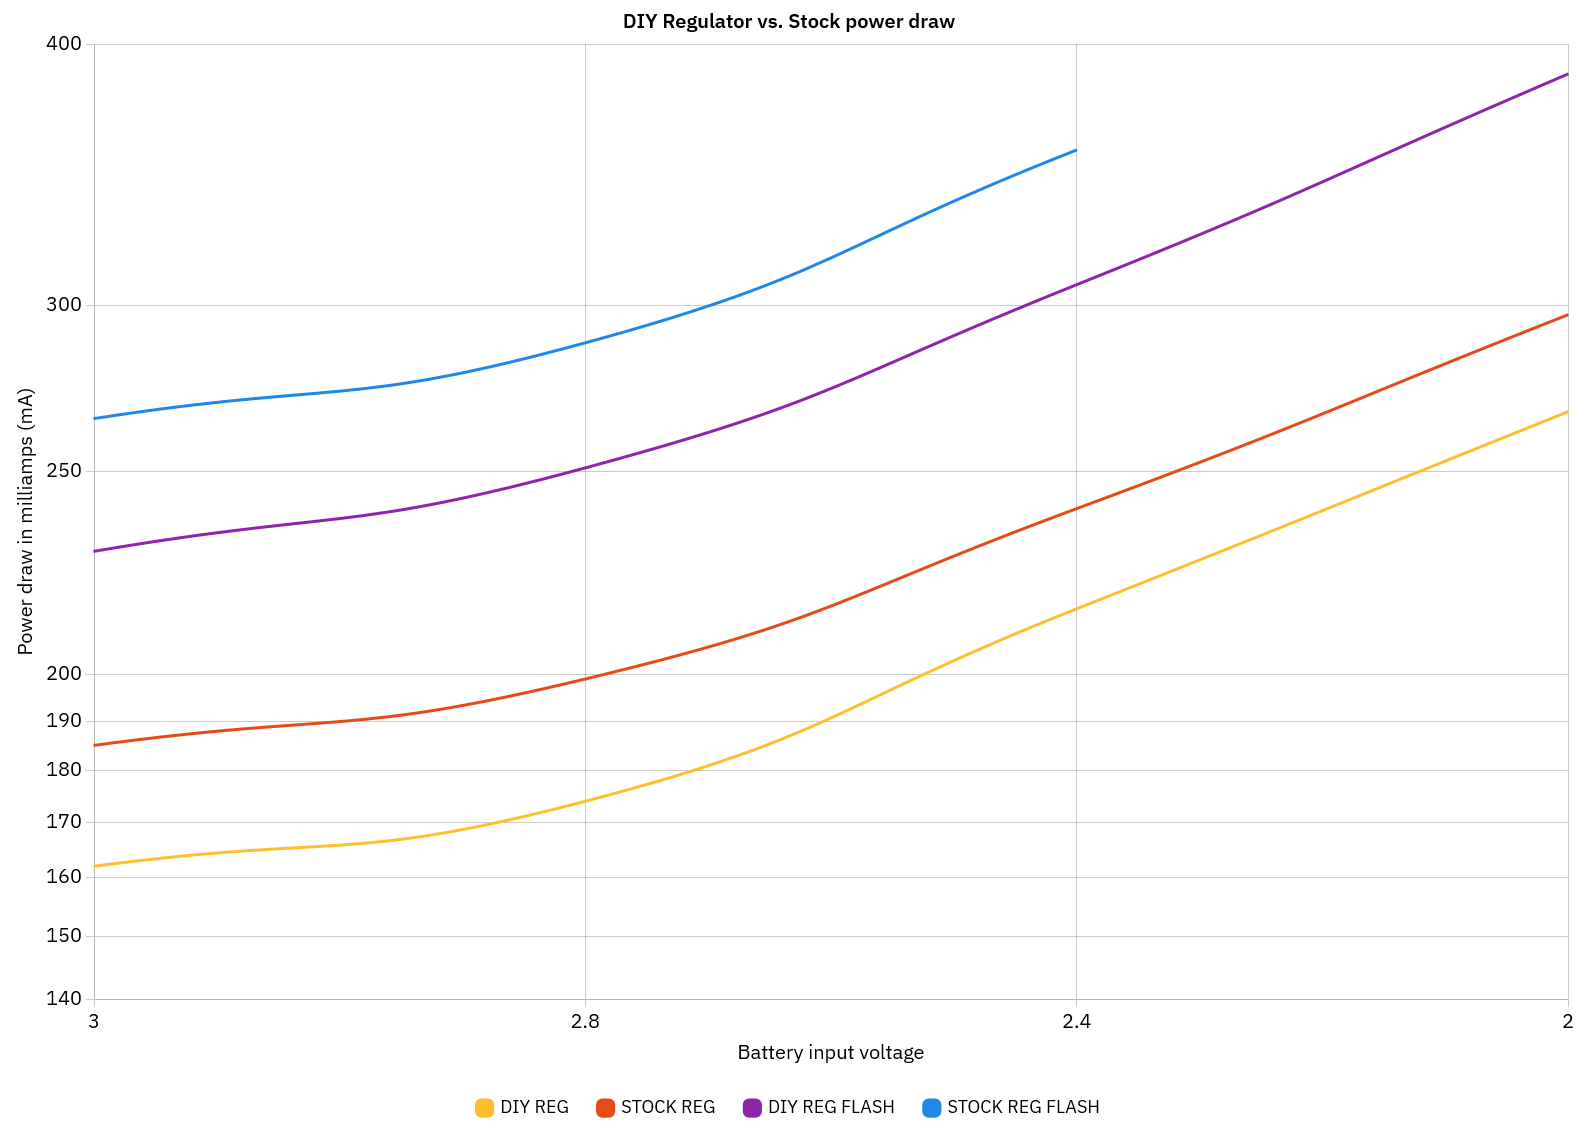 DIY Regulator vs. Stock power draw
400
300
250
200
190
180
170
160
150
140
Power draw in milliamps (mA)
3 2.8 2.4 2
Battery input voltage
DIY REG STOCK REG DIY REG FLASH STOCK REG FLASH